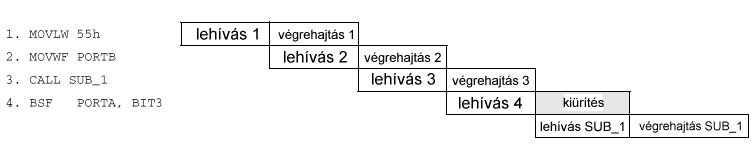 1. MOVLW 55h lehívás 1 végrehajtás 1
2. MOVWF PORTB lehívás 2 végrehajtás 2
3. CALL SUB_1 lehívás 3 végrehajtás 3
4. BSF PORTA, BIT3 lehívás 4 kiürítés
lehívás SUB_1 végrehajtás SUB_1